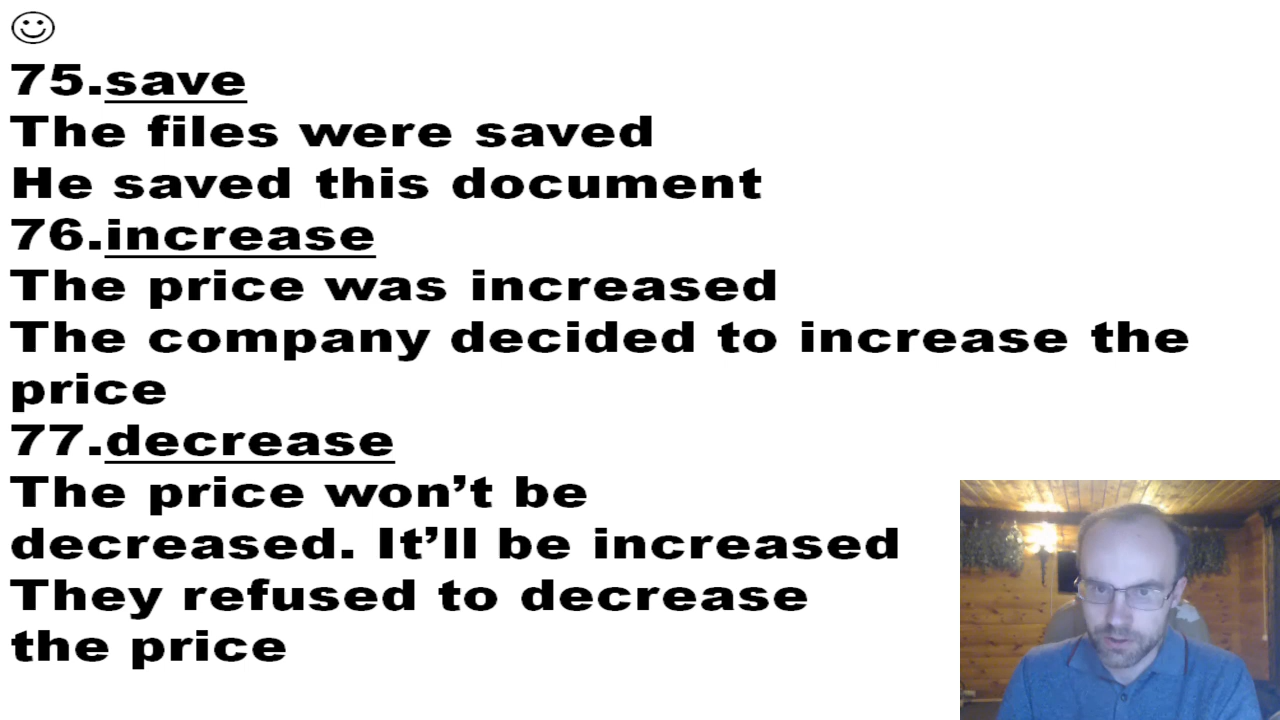 75.save
The files were saved
He saved this document
76.increase
The price was increased
The company decided to increase the
price
77.decrease
The price won’t be
decreased. It’ll be increased
They refused to decrease
the price